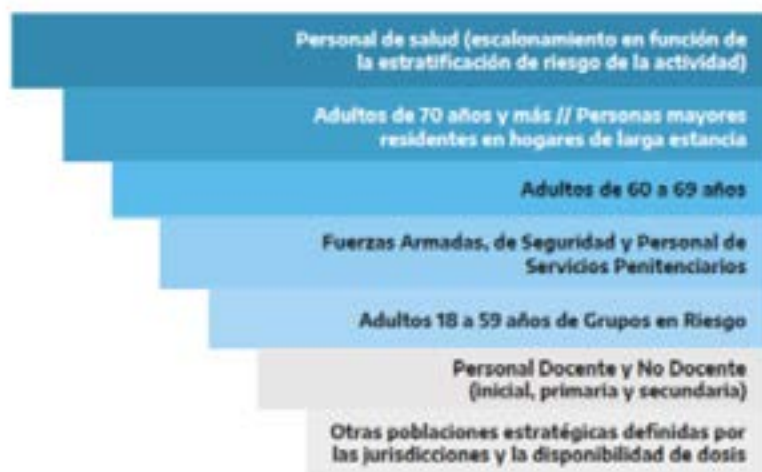 Personal de salud (escalonamiento en función de
la estratificación de riesgo de la actividad)
Adultos de 70 años y más // Personas mayores
residentes en hogares de larga estancia
Adultos de 60 a 69 años
Fuerzas Armadas, de Seguridad y Personal de
Servicios Penitenciarios
Adultos 18 a 59 años de Grupos en Riesgo
Personal Docente y No Docente
(inicial, primaria y secundaria)
Otras poblaciones estratégicas definidas por
las jurisdicciones y la disponibilidad de dosis